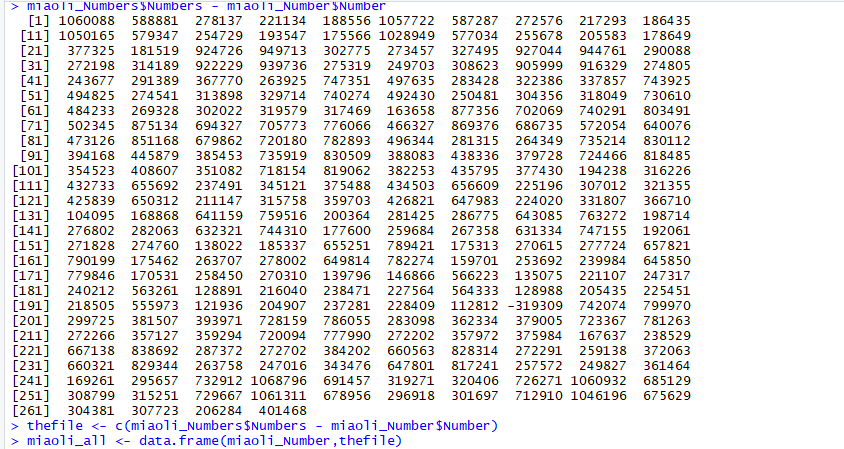 > miaoli_Numbers$Numbers - miaoli_Number$Number
[1] 1060088 588881 278137 221134 188556 1057722 587287 272576 217293 186435
[11] 1050165 579347 254729 193547 175566 1028949 577034 255678 205583 178649
[21] 377325 181519 924726 949713 302775 273457 327495 927044 944761 290088
[31] 272198 314189 922229 939736 275319 249703 308623 905999 916329 274805
[41] 243677 291389 367770 263925 747351 497635 283428 322386 337857 743925
[51] 494825 274541 313898 329714 740274 492430 250481 304356 318049 730610
[61] 484233 269328 302022 319579 317469 163658 877356 702069 740291 803491
[71] 502345 875134 694327 705773 776066 466327 869376 686735 572054 640076
[81] 473126 851168 679862 720180 782893 496344 281315 264349 735214 830112
[91] 394168 445879 385453 735919 830509 388083 438336 379728 724466 818485
[101] 354523 408607 351082 718154 819062 382253 435795 377430 194238 316226
[111] 432733 655692 237491 345121 375488 434503 656609 225196 307012 321355
[121] 425839 650312 211147 315758 359703 426821 647983 224020 331807 366710
[131] 104095 168868 641159 759516 200364 281425 286775 643085 763272 198714
[141] 276802 282063 632321 744310 177600 259684 267358 631334 747155 192061
[151] 271828 274760 138022 185337 655251 789421 175313 270615 277724 657821
[161] 790199 175462 263707 278002 649814 782274 159701 253692 239984 645850
[171] 779846 170531 258450 270310 139796 146866 566223 135075 221107 247317
[181] 240212 563261 128891 216040 238471 227564 564333 128988 205435 225451
[191] 218505 555973 121936 204907 237281 228409 112812 -319309 742074 799970
[201] 299725 381507 393971 728159 786055 283098 362334 379005 723367 781263
[211] 272266 357127 359294 720094 777990 272202 357972 375984 167637 238529
[221] 667138 838692 287372 272702 384202 660563 828314 272291 259138 372063
[231] 660321 829344 263758 247016 343476 647801 817241 257572 249827 361464
[241] 169261 295657 732912 1068796 691457 319271 320406 726271 1060932 685129
[251] 308799 315251 729667 1061311 678956 296918 301697 712910 1046196 675629
[261] 304381 307723 206284 401468
> thefile <- c(miaoli_Numbers$Numbers - miaoli_Number$Number)
> miaoli_all <- data.frame(miaoli_Number,thefile)